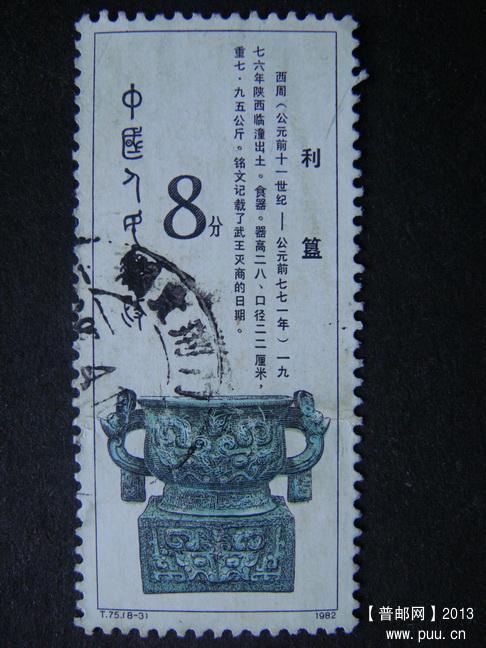 利簋
西周（公元前十一世纪——公元前七七一年）一九
七六年陕西临潼出土。食器。器高二八、口径二二厘米，
重七·九五公斤。铭文记载了武王灭商的日期。
8分
中國人民
T.75.(8-3)
1982
【普邮网】2013
www.puu.cn